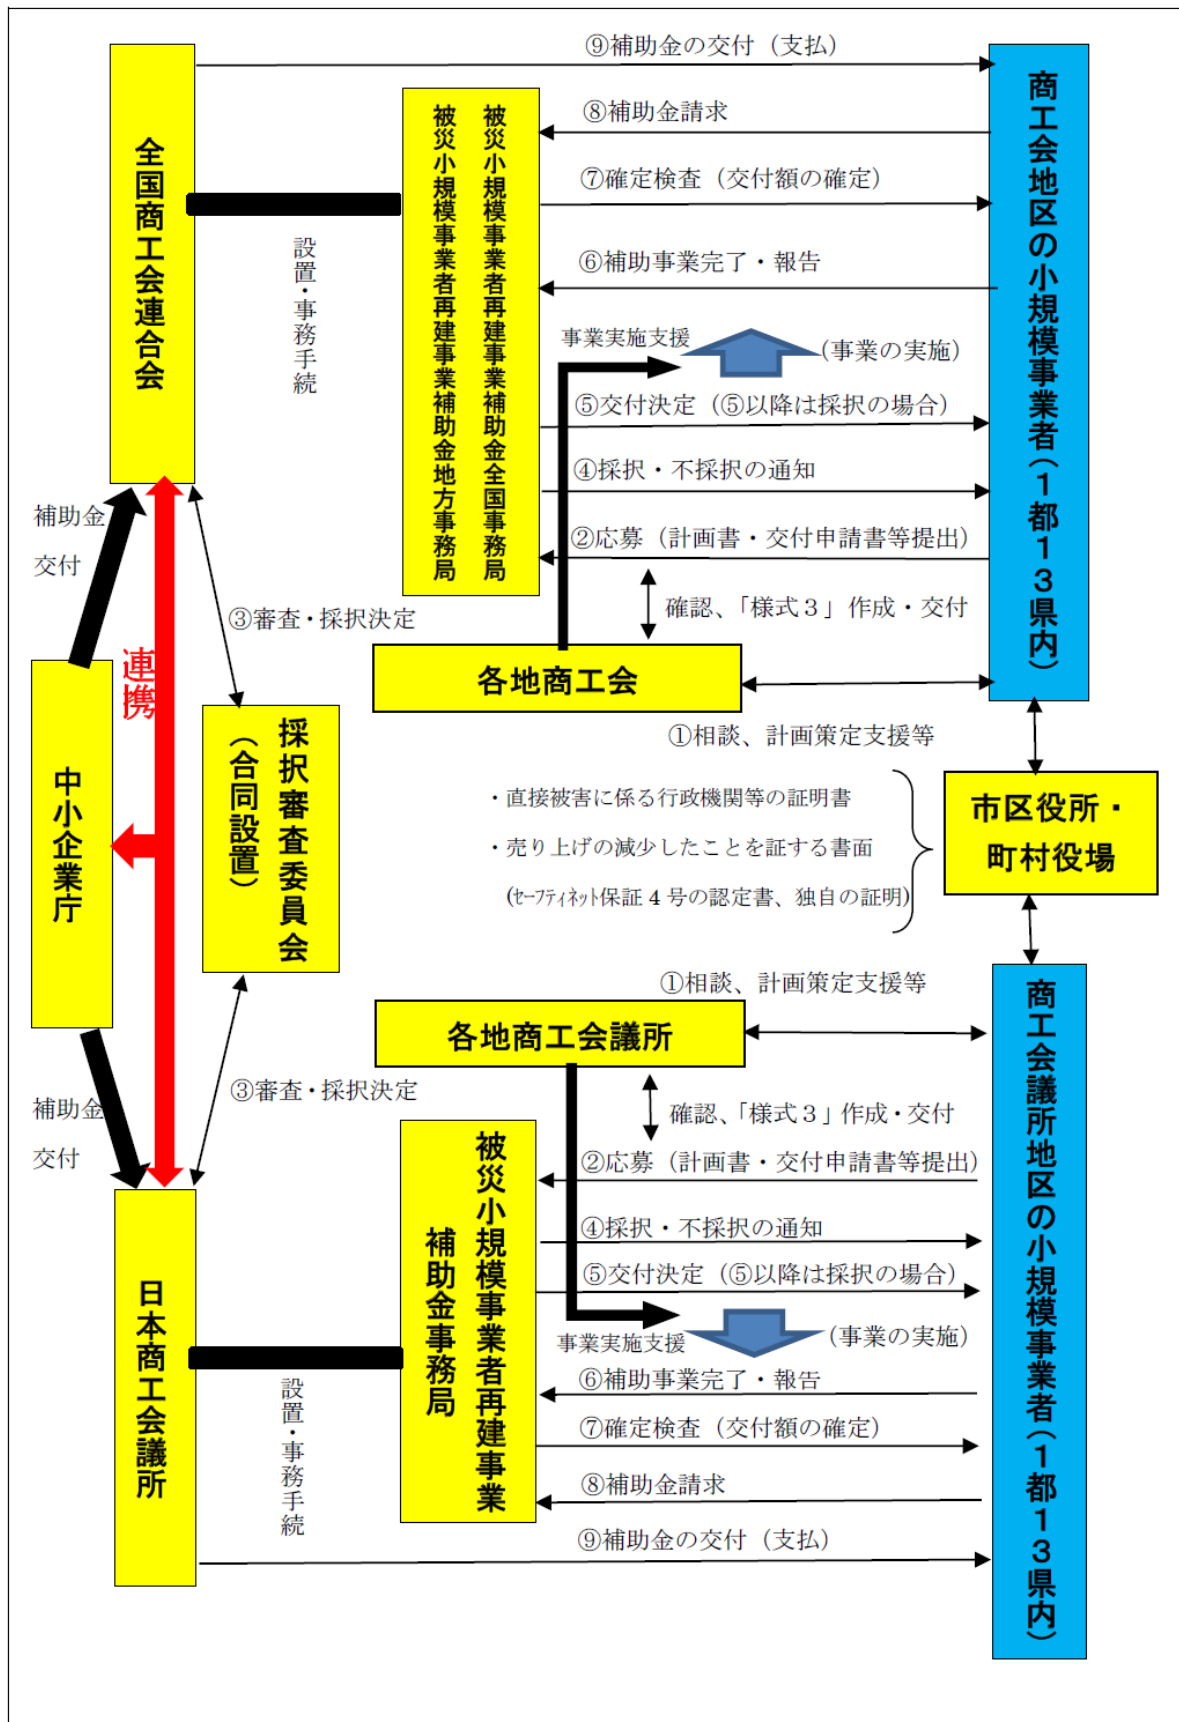 ⑨補助金の交付（支払）
全国商工会連合会
被災小規模事業者再建事業補助金全国事務局
被災小規模事業者再建事業補助金地方事務局
商工会地区の小規模事業者（１都１３県内）
⑧補助金請求
⑦確定検査（交付額の確定）
設置・事務手続
⑥補助事業完了・報告
事業実施支援
(事業の実施)
⑤交付決定（⑤以降は採択の場合）
④採択・不採択の通知
②応募（計画書・交付申請書等提出）
補助金
交付
③審査・採択決定
確認、「様式３」作成・交付
連携
各地商工会
①相談、計画策定支援等
中小企業庁
採択審査委員会
（合同設置）
・直接被害に係る行政機関等の証明書
・売り上げの減少したことを証する書面
(ｾｰﾌﾃｨﾈｯﾄ保証 4 号の認定書、独自の証明)
市区役所・
町村役場
①相談、計画策定支援等
各地商工会議所
商工会議所地区の小規模事業者（１都１３県内）
③審査・採択決定
補助金
交付
確認、「様式３」作成・交付
②応募（計画書・交付申請書等提出）
被災小規模事業者再建事業
補助金事務局
④採択・不採択の通知
⑤交付決定（⑤以降は採択の場合）
日本商工会議所
事業実施支援
(事業の実施)
⑥補助事業完了・報告
設置・事務手続
⑦確定検査（交付額の確定）
⑧補助金請求
⑨補助金の交付（支払）